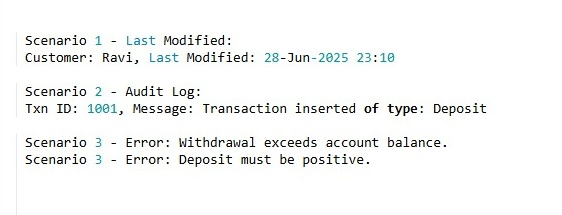 Scenario 1 - Last Modified:
Customer: Ravi, Last Modified: 28-Jun-2025 23:10
Scenario 2 - Audit Log:
Txn ID: 1001, Message: Transaction inserted of type: Deposit
Scenario 3 - Error: Withdrawal exceeds account balance.
Scenario 3 - Error: Deposit must be positive.